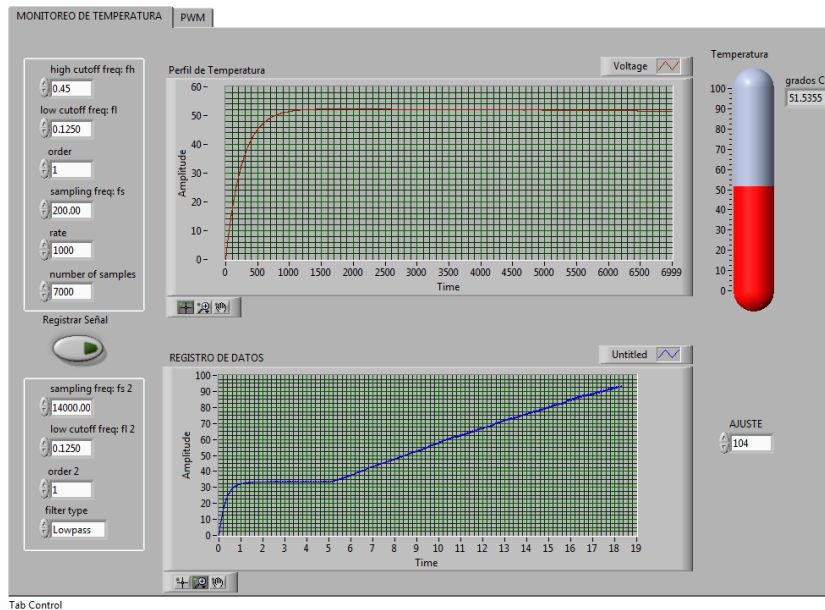 MONITOREO DE TEMPERATURA PWM
high cutoff freq: fh
0.45
low cutoff freq: fl
0.1250
order
1
sampling freq: fs
200.00
rate
1000
number of samples
7000
Registrar Señal
Perfil de Temperatura
Voltage
60
50
40
30
20
10
0
Amplitude
0 500 1000 1500 2000 2500 3000 3500 4000 4500 5000 5500 6000 6999
Time
Temperatura
grados C
51.5355
100
90
80
70
60
50
40
30
20
10
0
sampling freq: fs 2
14000.00
low cutoff freq: fl 2
0.1250
order 2
1
filter type
Lowpass
REGISTRO DE DATOS
Untitled
100
90
80
70
60
50
40
30
20
10
0
Amplitude
0 1 2 3 4 5 6 7 8 9 10 11 12 13 14 15 16 17 18 19
Time
AJUSTE
104
Tab Control